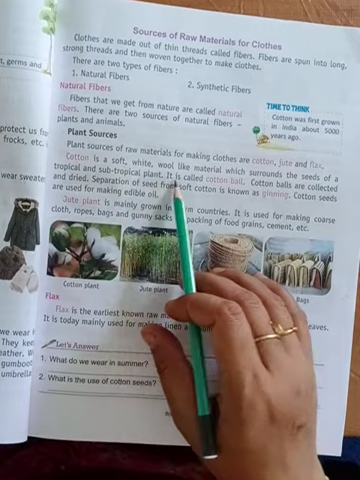 Sources of Raw Materials for Clothes
Clothes are made out of thin threads called fibers. Fibers are spun into long,
strong threads and then woven together to make clothes.
There are two types of fibers :
1. Natural Fibers 2. Synthetic Fibers
Natural Fibers
Fibers that we get from nature are called natural
fibers. There are two sources of natural fibers –
plants and animals.
TIME TO THINK
Cotton was first grown
in India about 5000
years ago.
Plant Sources
Plant sources of raw materials for making clothes are cotton, jute and flax.
Cotton is a soft, white, wool like material which surrounds the seeds of a
tropical and sub-tropical plant. It is called cotton ball. Cotton balls are collected
and dried. Separation of seed from soft cotton is known as ginning. Cotton seeds
are used for making edible oil.
Jute plant is mainly grown in countries. It is used for making coarse
cloth, ropes, bags and gunny sacks packing of food grains, cement, etc.
Cotton plant
Jute plant
Bags
Flax
Flax is the earliest known raw
It is today mainly used for making linen
eaves.
Let's Answer
1. What do we wear in summer?
2. What is the use of cotton seeds?
t, germs and
protect us
frocks, etc.
wear sweate
we wear
They kee
eather. W
gumboo
umbrella